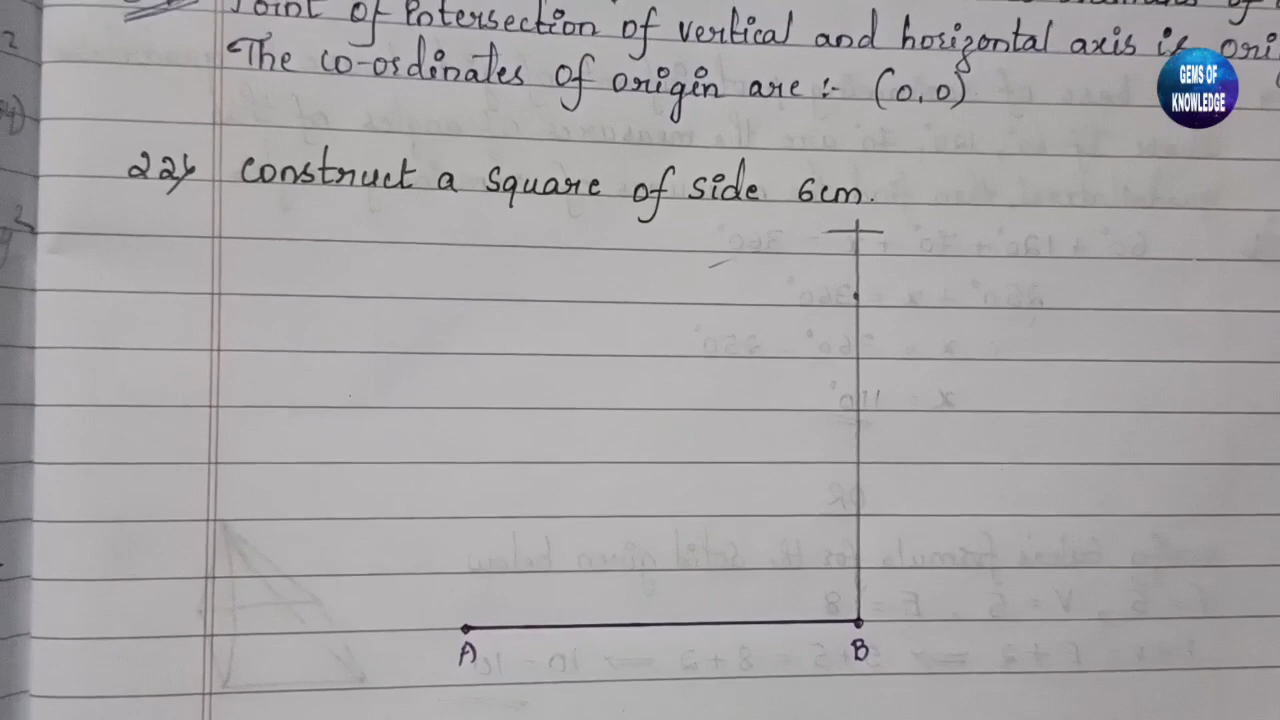 Point of intersection of vertical and horizontal axis is ori
The co-ordinates of origin are :- (0,0)
GEMS OF
KNOWLEDGE
22) Construct a square of side 6cm.
A B